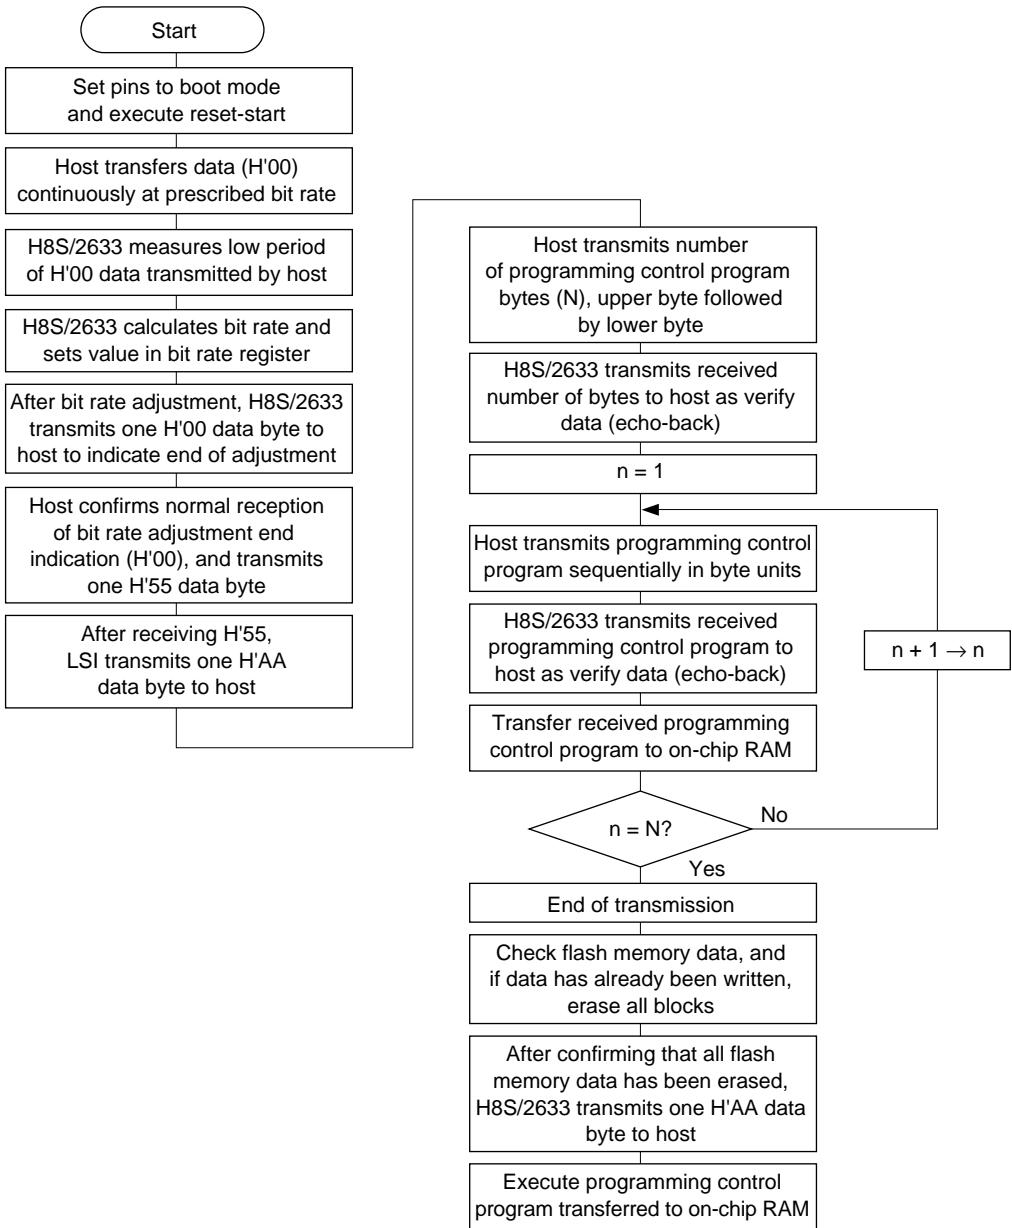 Start
Set pins to boot mode
and execute reset-start
Host transfers data (H'00)
continuously at prescribed bit rate
H8S/2633 measures low period
of H'00 data transmitted by host
H8S/2633 calculates bit rate and
sets value in bit rate register
After bit rate adjustment, H8S/2633
transmits one H'00 data byte to
host to indicate end of adjustment
Host confirms normal reception
of bit rate adjustment end
indication (H'00), and transmits
one H'55 data byte
After receiving H'55,
LSI transmits one H'AA
data byte to host
Host transmits number
of programming control program
bytes (N), upper byte followed
by lower byte
H8S/2633 transmits received
number of bytes to host as verify
data (echo-back)
n = 1
Host transmits programming control
program sequentially in byte units
H8S/2633 transmits received
programming control program to
host as verify data (echo-back)
n + 1 → n
Transfer received programming
control program to on-chip RAM
n = N?
No
Yes
End of transmission
Check flash memory data, and
if data has already been written,
erase all blocks
After confirming that all flash
memory data has been erased,
H8S/2633 transmits one H'AA data
byte to host
Execute programming control
program transferred to on-chip RAM